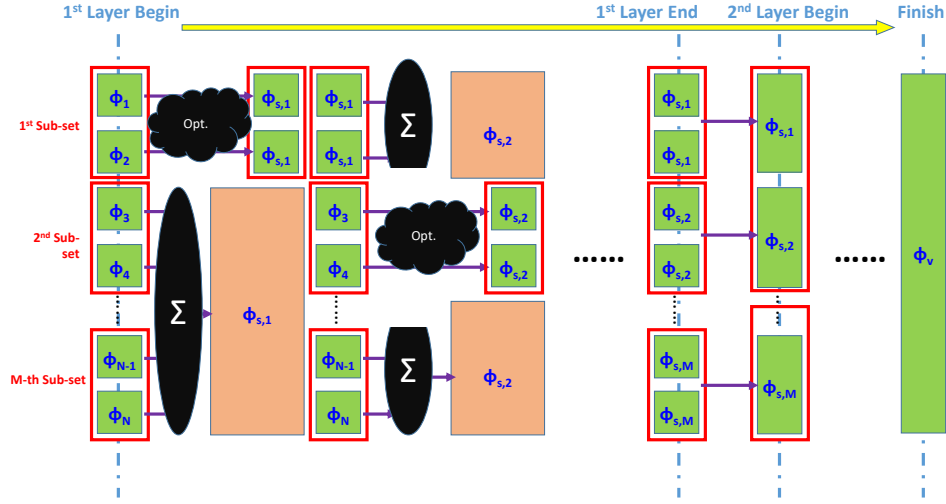 1st Layer Begin
1st Layer End
2nd Layer Begin
Finish
1st Sub-set
Φ1
Φ2
Opt.
Φs,1
Φs,1
Φs,1
Φs,1
Σ
Φs,2
Φs,1
Φs,1
Φs,1
2nd Sub-
set
Φ3
Φ4
Σ
Φs,1
Φ3
Φ4
Opt.
Φs,2
Φs,2
......
Φs,2
Φs,2
Φs,2
......
Φv
M-th Sub-set
ΦN-1
ΦN
ΦN-1
ΦN
Σ
Φs,2
Φs,M
Φs,M
Φs,M